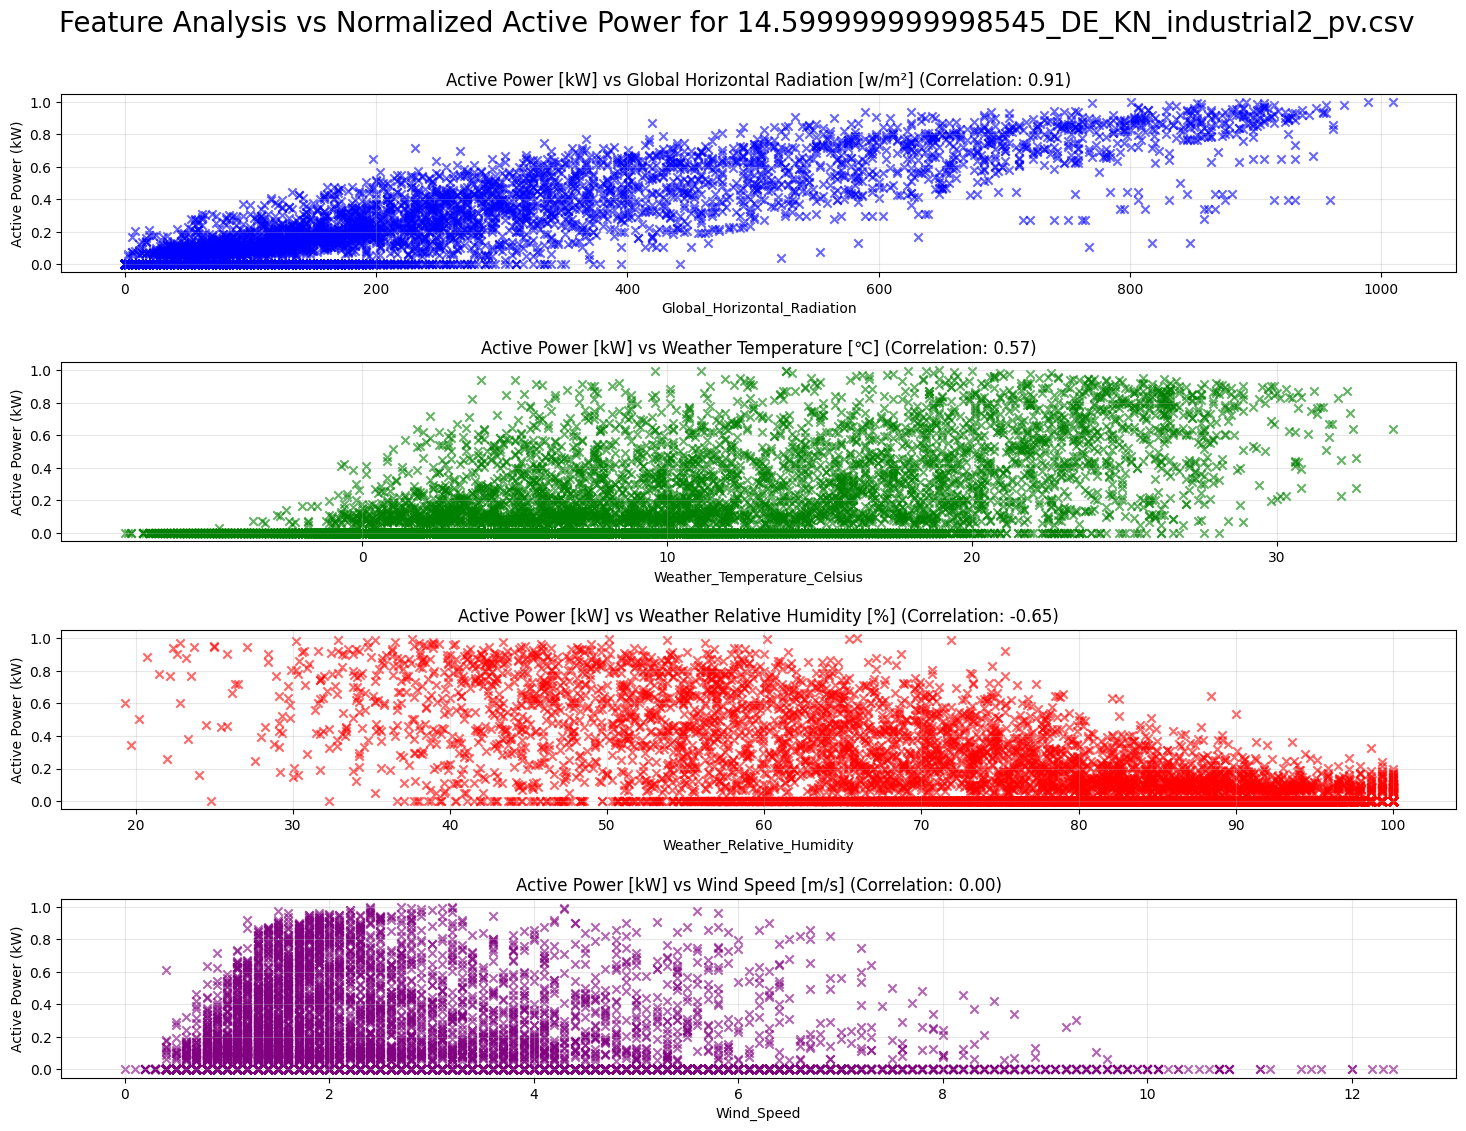 Feature Analysis vs Normalized Active Power for 14.599999999998545_DE_KN_industrial2_pv.csv
Active Power [kW] vs Global Horizontal Radiation [w/m²] (Correlation: 0.91)
Active Power (kW)
1.0
0.8
0.6
0.4
0.2
0.0
0 200 400 600 800 1000
Global_Horizontal_Radiation
Active Power [kW] vs Weather Temperature [℃] (Correlation: 0.57)
Active Power (kW)
1.0
0.8
0.6
0.4
0.2
0.0
0 10 20 30
Weather_Temperature_Celsius
Active Power [kW] vs Weather Relative Humidity [%] (Correlation: -0.65)
Active Power (kW)
1.0
0.8
0.6
0.4
0.2
0.0
20 30 40 50 60 70 80 90 100
Weather_Relative_Humidity
Active Power [kW] vs Wind Speed [m/s] (Correlation: 0.00)
Active Power (kW)
1.0
0.8
0.6
0.4
0.2
0.0
0 2 4 6 8 10 12
Wind_Speed